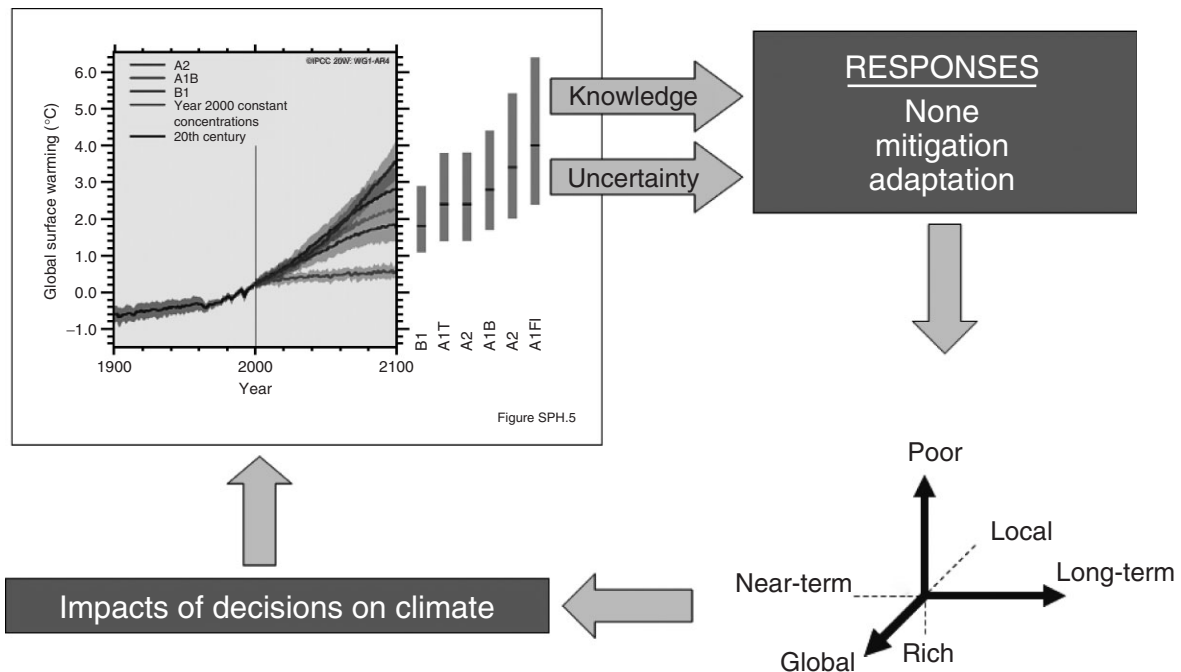 ©IPCC 20W: WG1-AR4
A2
A1B
B1
Year 2000 constant
concentrations
20th century
Global surface warming (°C)
6.0
5.0
4.0
3.0
2.0
1.0
0.0
–1.0
1900
2000
2100
Year
B1
A1T
A2
A1B
A2
A1FI
Figure SPH.5
Knowledge
Uncertainty
RESPONSES
None
mitigation
adaptation
Poor
Local
Near-term
Long-term
Global
Rich
Impacts of decisions on climate